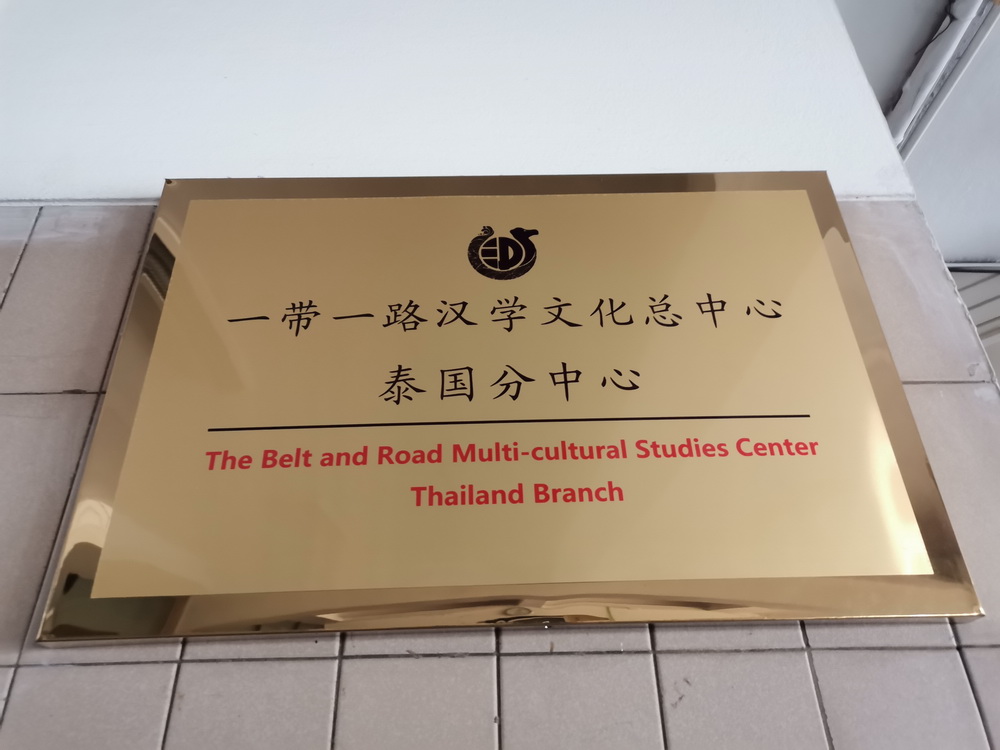 一带一路汉学文化总中心
泰国分中心
The Belt and Road Multi-cultural Studies Center
Thailand Branch